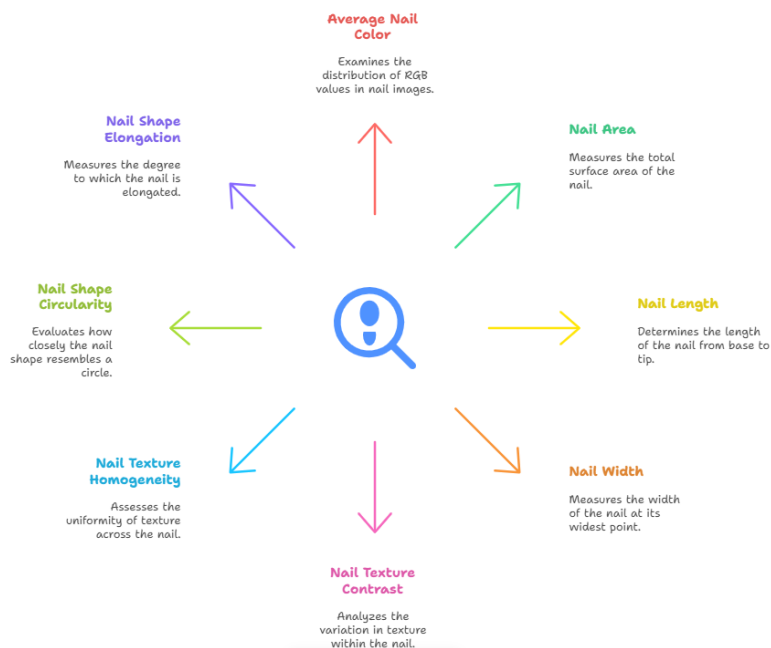 Average Nail
Color
Examines the
distribution of RGB
values in nail images.
Nail Shape
Elongation
Measures the degree
to which the nail is
elongated.
Nail Area
Measures the total
surface area of the
nail.
Nail Shape
Circularity
Evaluates how
closely the nail
shape resembles a
circle.
Nail Length
Determines the length
of the nail from base to
tip.
Nail Texture
Homogeneity
Assesses the
uniformity of texture
across the nail.
Nail Width
Measures the width
of the nail at its
widest point.
Nail Texture
Contrast
Analyzes the
variation in texture
within the nail.